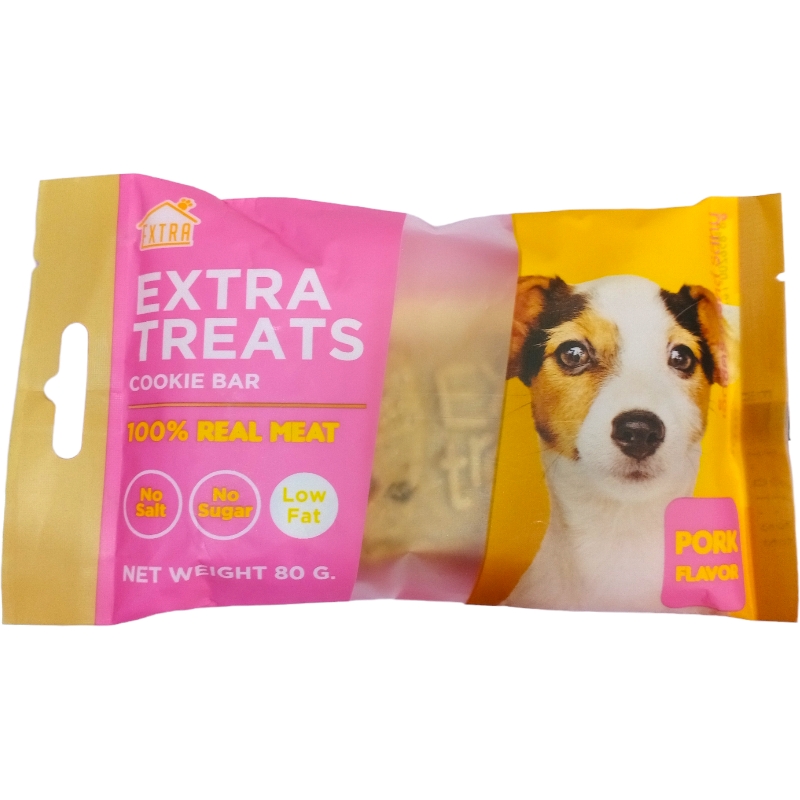 EXTRA
EXTRA
TREATS
COOKIE BAR
100% REAL MEAT
No
Salt
No
Sugar
Low
Fat
NET WEIGHT 80 G.
PORK
FLAVOR